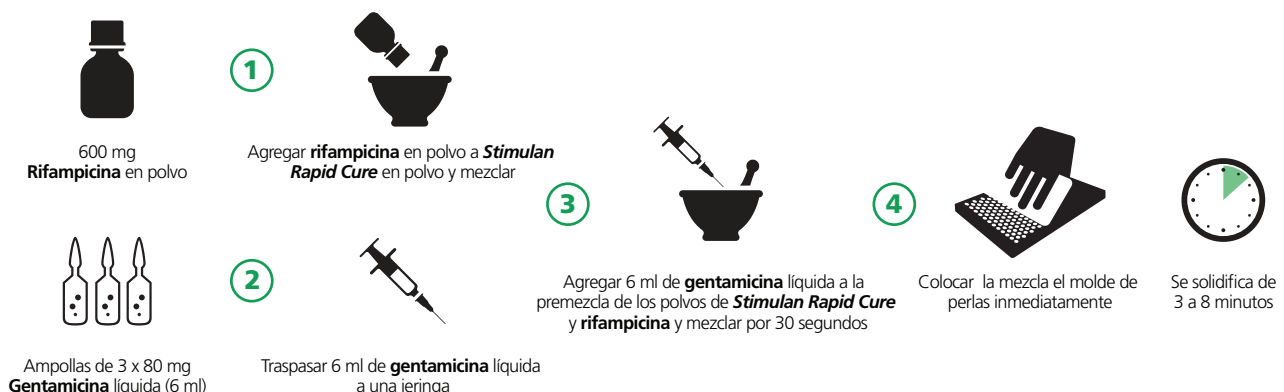 1
600 mg
Rifampicina en polvo
Agregar rifampicina en polvo a Stimulan
Rapid Cure en polvo y mezclar
2
Ampollas de 3 x 80 mg
Gentamicina líquida (6 ml)
Traspasar 6 ml de gentamicina líquida
a una jeringa
3
Agregar 6 ml de gentamicina líquida a la
premezcla de los polvos de Stimulan Rapid Cure
y rifampicina y mezclar por 30 segundos
4
Colocar la mezcla el molde de
perlas inmediatamente
Se solidifica de
3 a 8 minutos